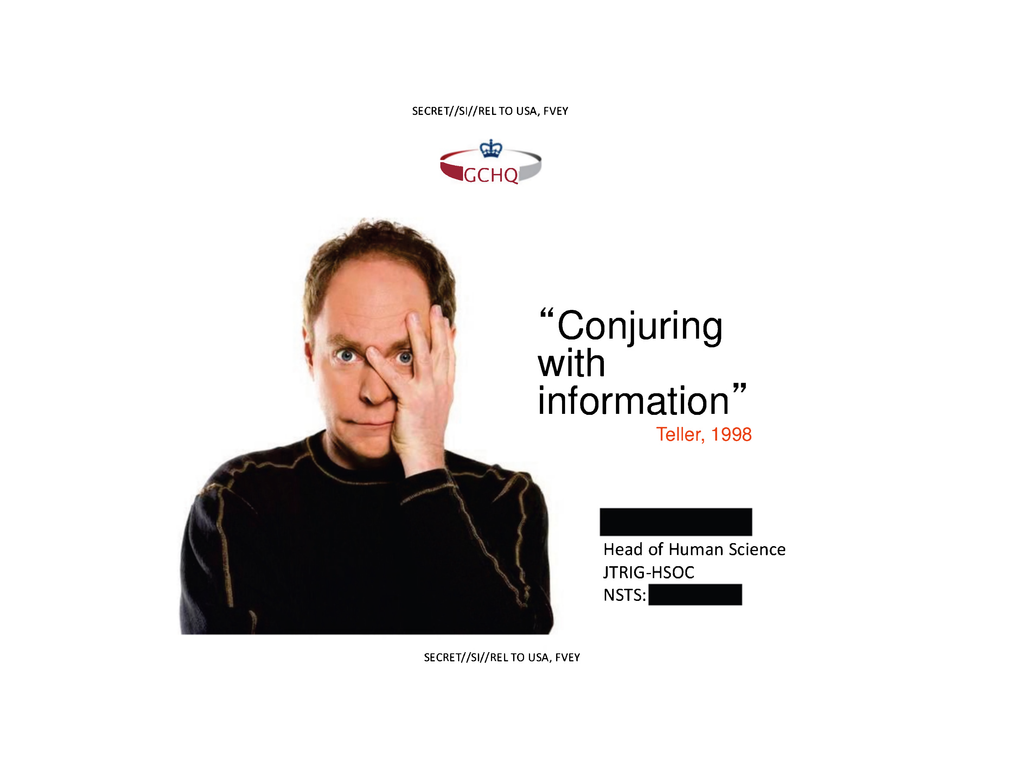 SECRET//SI//REL TO USA, FVEY
GCHQ
“Conjuring
with
information”
Teller, 1998
Head of Human Science
JTRIG-HSOC
NSTS:
SECRET//SI//REL TO USA, FVEY